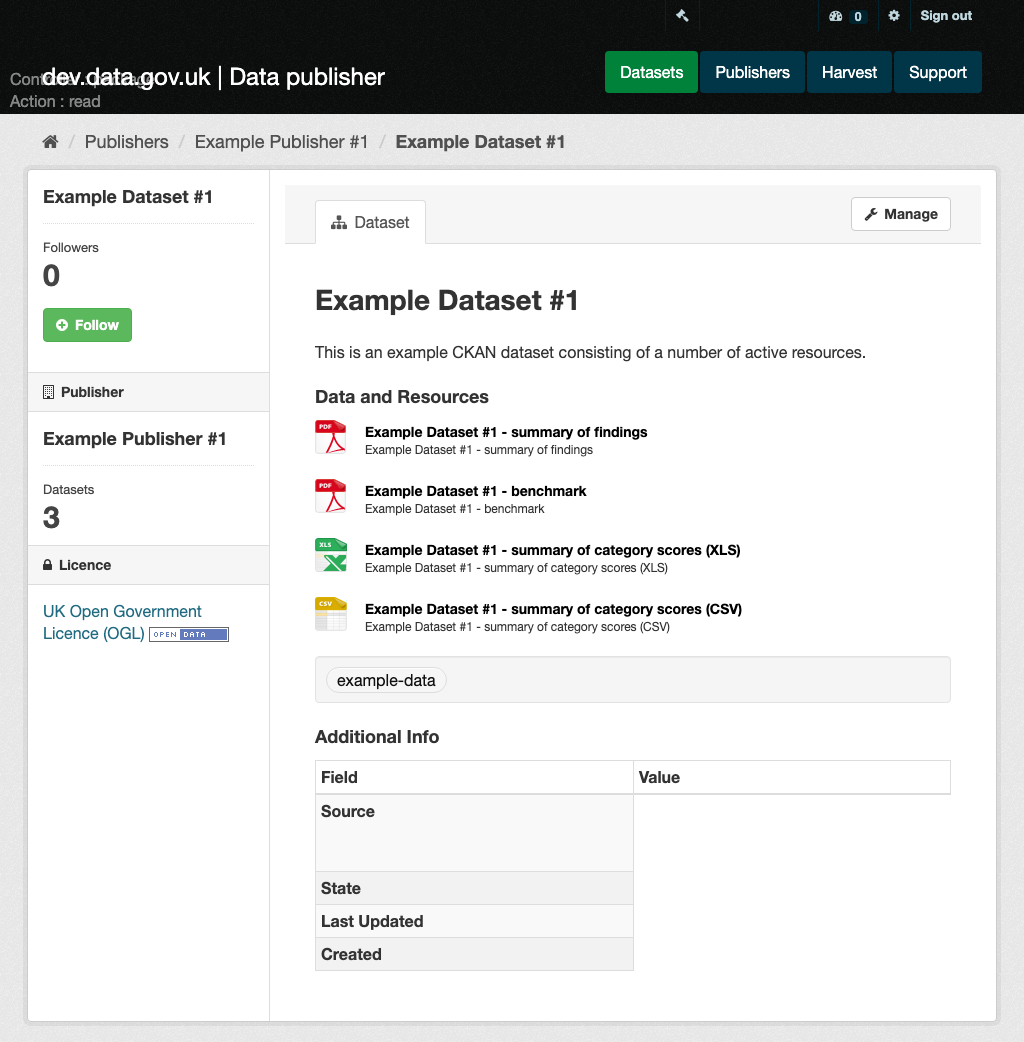 0
Sign out
dev.data.gov.uk | Data publisher
Action : read
Datasets
Publishers
Harvest
Support
Publishers / Example Publisher #1 / Example Dataset #1
Example Dataset #1
Followers
0
Follow
Publisher
Example Publisher #1
Datasets
3
Licence
UK Open Government
Licence (OGL) OPEN DATA
Dataset
Manage
Example Dataset #1
This is an example CKAN dataset consisting of a number of active resources.
Data and Resources
PDF
Example Dataset #1 - summary of findings
Example Dataset #1 - summary of findings
PDF
Example Dataset #1 - benchmark
Example Dataset #1 - benchmark
XLS
Example Dataset #1 - summary of category scores (XLS)
Example Dataset #1 - summary of category scores (XLS)
CSV
Example Dataset #1 - summary of category scores (CSV)
Example Dataset #1 - summary of category scores (CSV)
example-data
Additional Info
Field Value
Source
State
Last Updated
Created